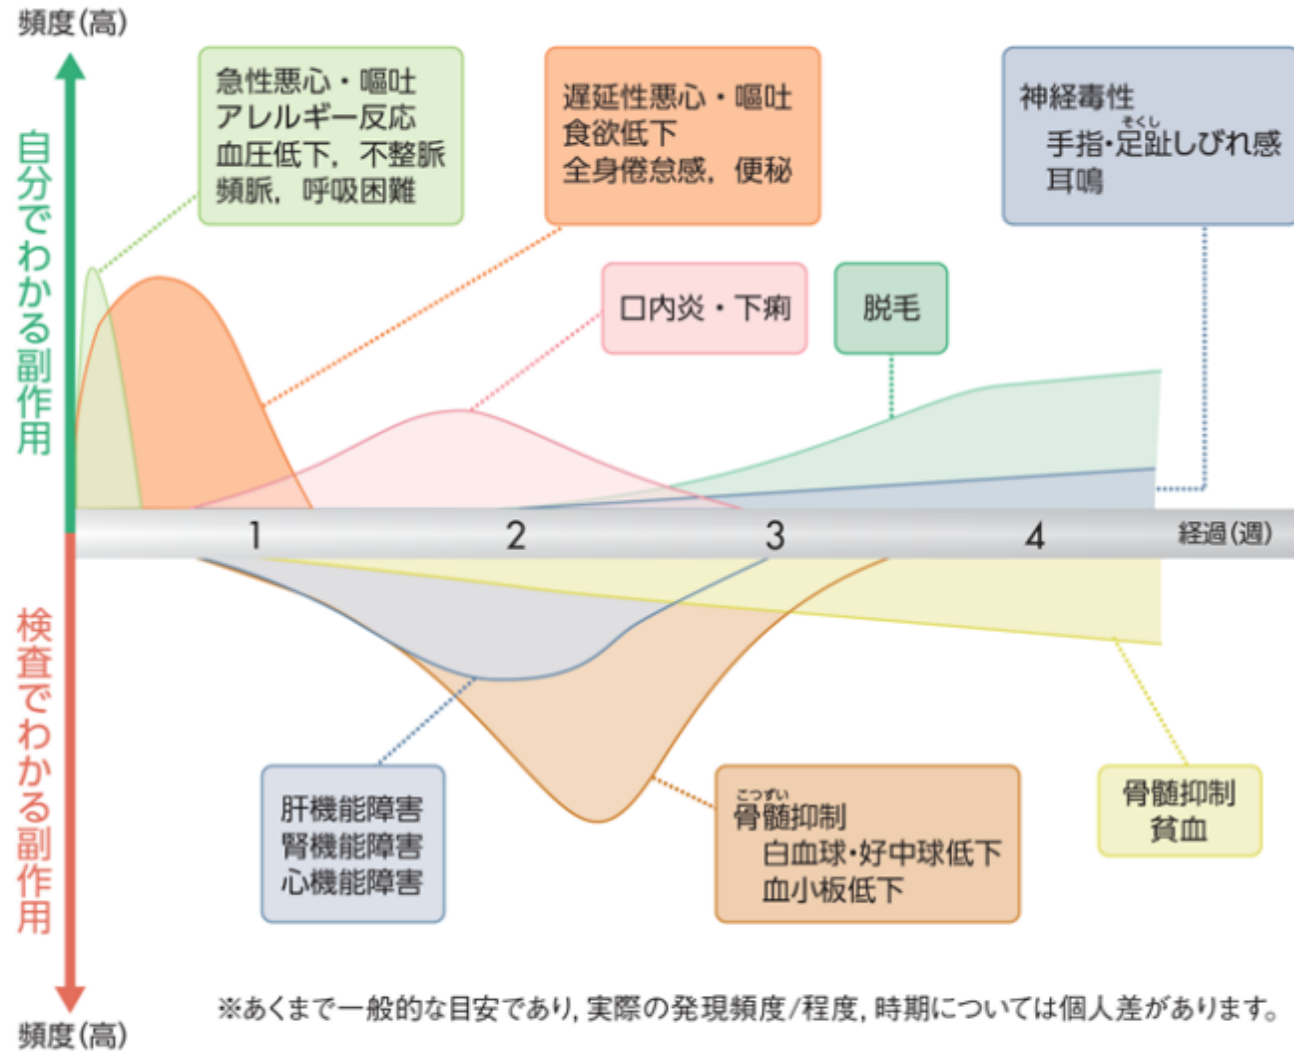 頻度(高)
自分でわかる副作用
急性悪心・嘔吐
アレルギー反応
血圧低下，不整脈
頻脈，呼吸困難
遅延性悪心・嘔吐
食欲低下
全身倦怠感，便秘
神経毒性
そくし
手指・足趾しびれ感
耳鳴
口内炎・下痢
脱毛
1
2
3
4
経過(週)
検査でわかる副作用
肝機能障害
腎機能障害
心機能障害
こつずい
骨髄抑制
白血球・好中球低下
血小板低下
骨髄抑制
貧血
頻度(高)
※あくまで一般的な目安であり，実際の発現頻度/程度，時期については個人差があります。